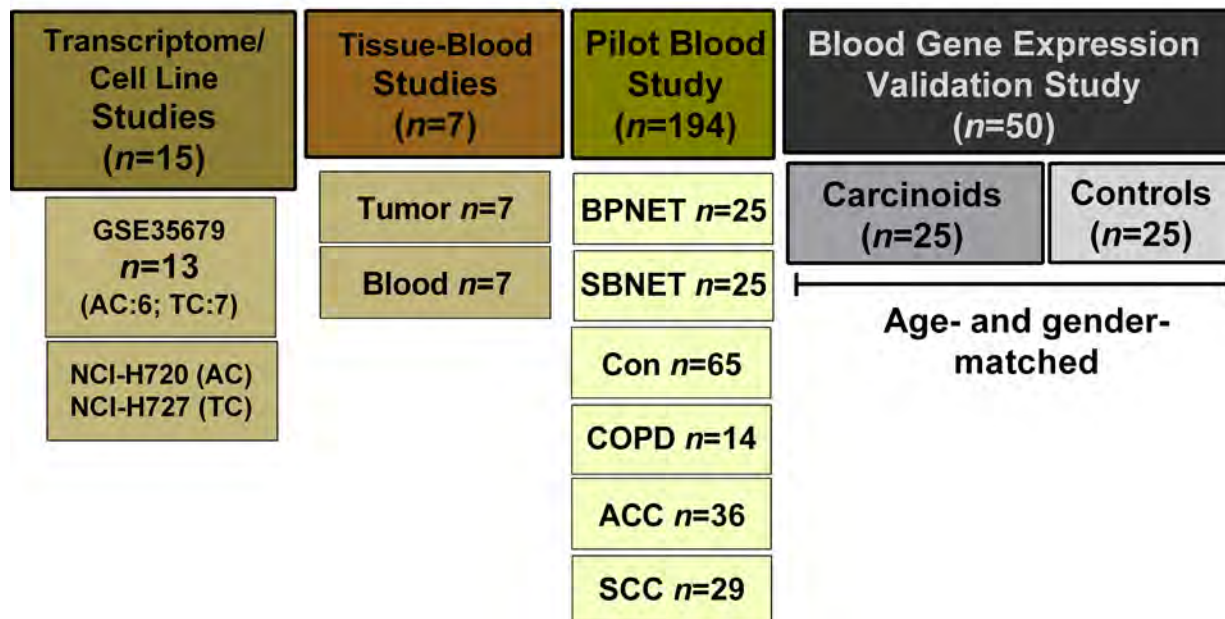 Transcriptome/
Cell Line
Studies
(n=15)
GSE35679
n=13
(AC:6; TC:7)
NCI-H720 (AC)
NCI-H727 (TC)
Tissue-Blood
Studies
(n=7)
Tumor n=7
Blood n=7
Pilot Blood
Study
(n=194)
BPNET n=25
SBNET n=25
Con n=65
COPD n=14
ACC n=36
SCC n=29
Blood Gene Expression
Validation Study
(n=50)
Carcinoids
(n=25)
Controls
(n=25)
Age- and gender-
matched